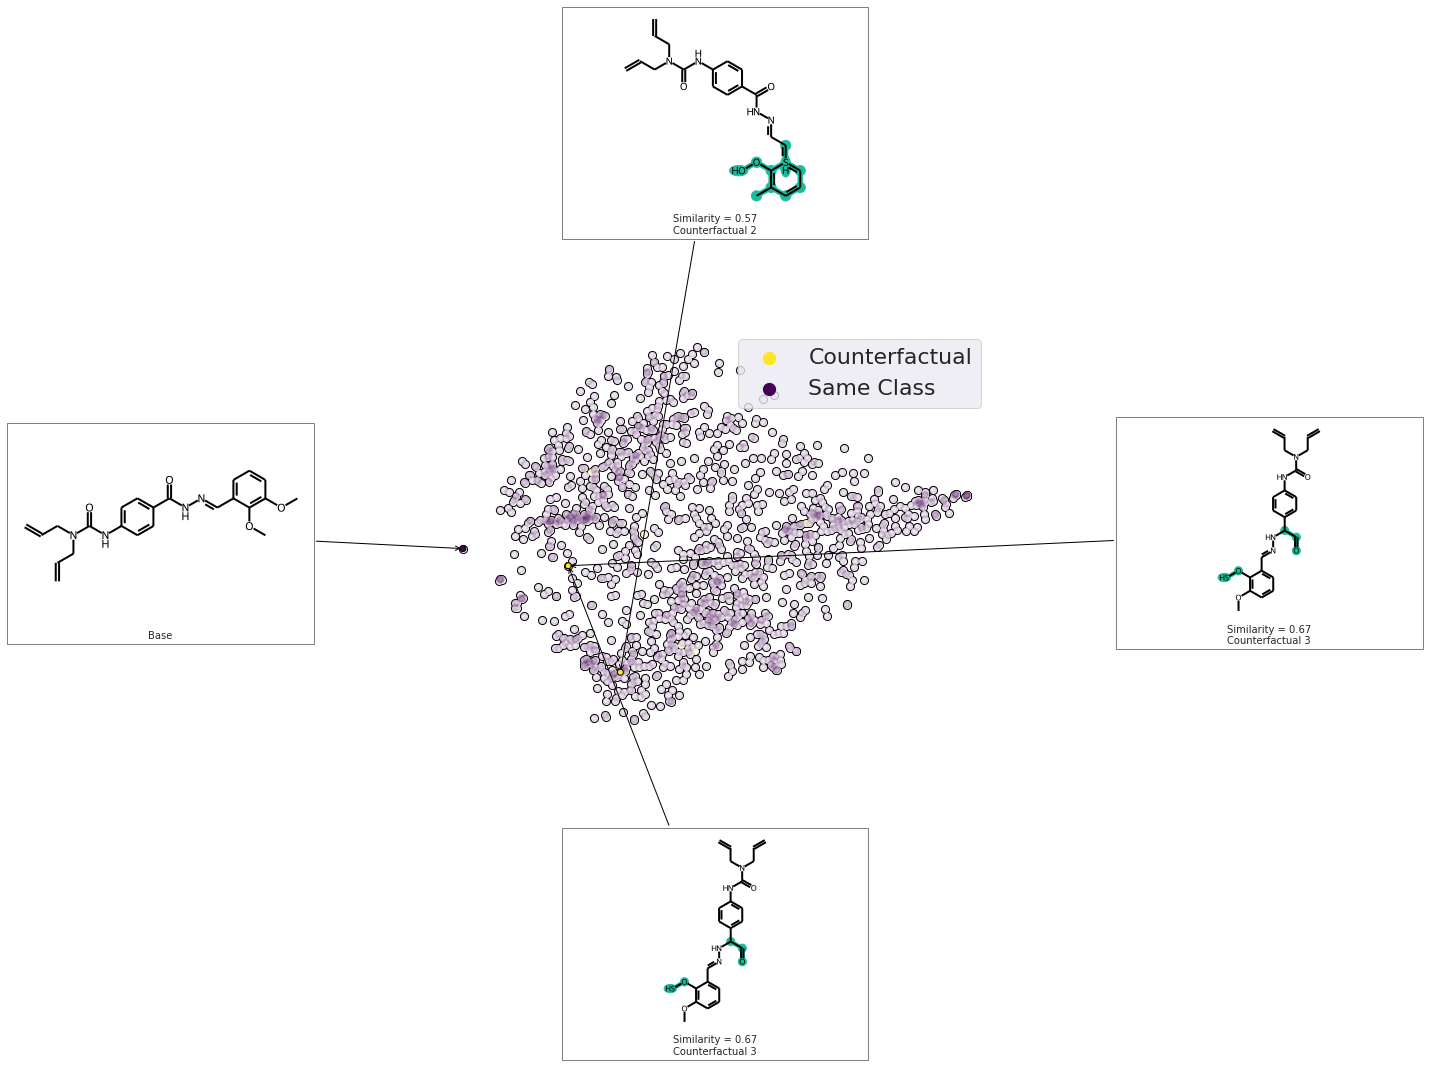 N
H
N
O
O
HN
N
O
HO
S
H
Similarity = 0.57
Counterfactual 2
Counterfactual
Same Class
O
N
O
N
H
N
H
O
O
Base
N
HN
O
HN
N
O
O
HS
O
Similarity = 0.67
Counterfactual 3
N
HN
O
HN
N
O
O
HS
O
Similarity = 0.67
Counterfactual 3